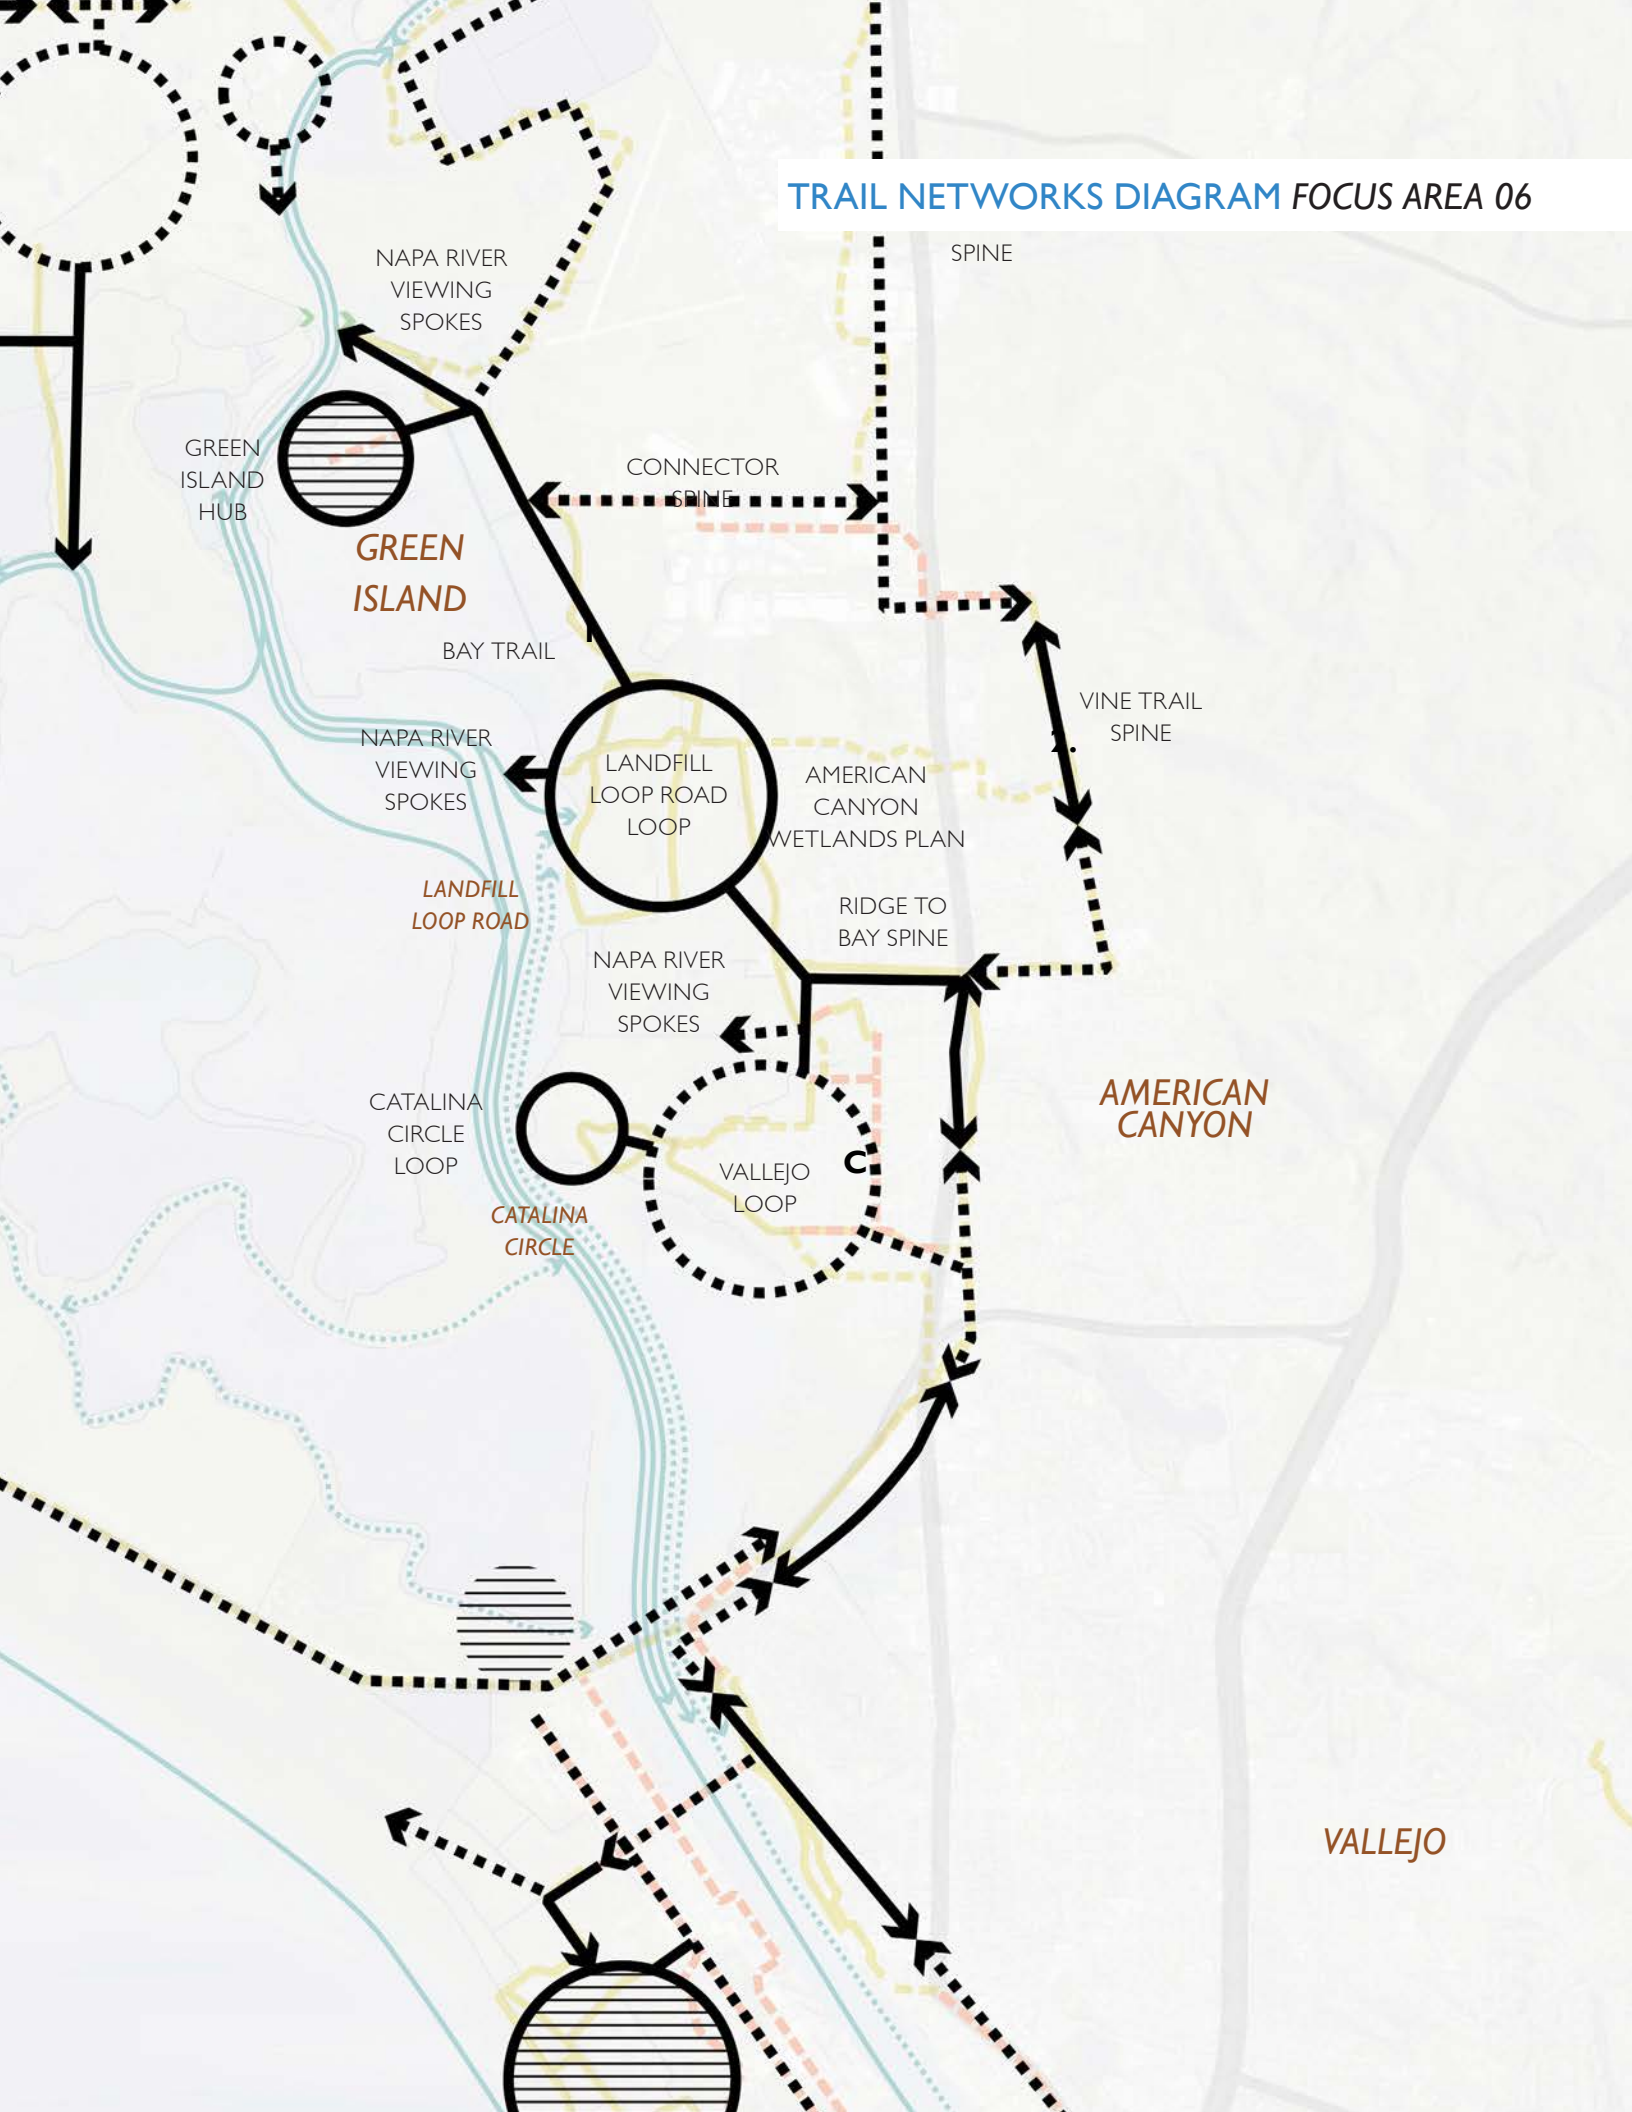 TRAIL NETWORKS DIAGRAM FOCUS AREA 06
SPINE
NAPA RIVER
VIEWING
SPOKES
GREEN
ISLAND
HUB
CONNECTOR
SPINE
GREEN
ISLAND
BAY TRAIL
VINE TRAIL
SPINE
NAPA RIVER
VIEWING
SPOKES
LANDFILL
LOOP ROAD
LOOP
AMERICAN
CANYON
WETLANDS PLAN
LANDFILL
LOOP ROAD
RIDGE TO
BAY SPINE
NAPA RIVER
VIEWING
SPOKES
CATALINA
CIRCLE
LOOP
AMERICAN
CANYON
VALLEJO
LOOP
C
CATALINA
CIRCLE
VALLEJO